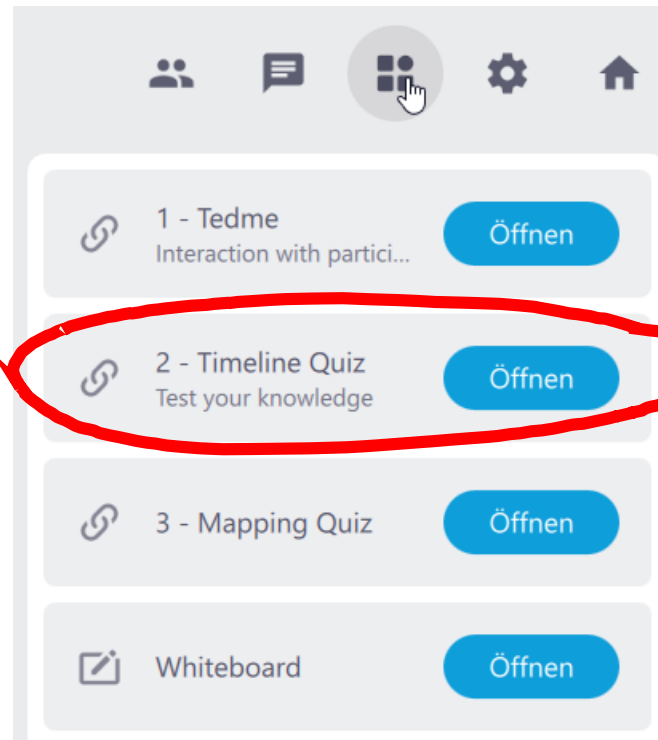 1 - Tedme
Interaction with partici...
Öffnen
2 - Timeline Quiz
Test your knowledge
Öffnen
3 - Mapping Quiz
Öffnen
Whiteboard
Öffnen